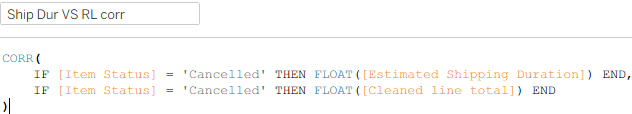 Ship Dur VS RL corr
CORR(
    IF [Item Status] = 'Cancelled' THEN FLOAT([Estimated Shipping Duration]) END,
    IF [Item Status] = 'Cancelled' THEN FLOAT([Cleaned line total]) END
)